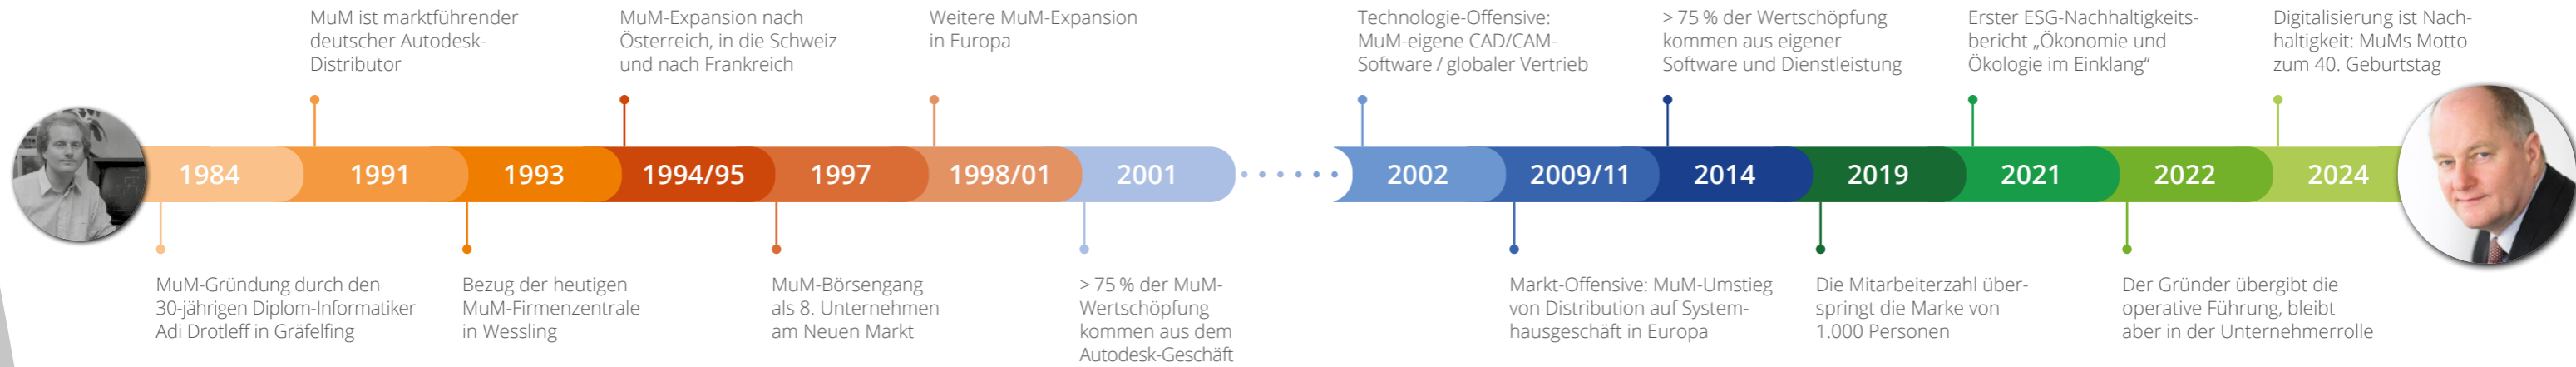 MuM ist marktführender
deutscher Autodesk-
Distributor
MuM-Expansion nach
Österreich, in die Schweiz
und nach Frankreich
Weitere MuM-Expansion
in Europa
Technologie-Offensive:
MuM-eigene CAD/CAM-
Software / globaler Vertrieb
> 75 % der Wertschöpfung
kommen aus eigener
Software und Dienstleistung
Erster ESG-Nachhaltigkeits-
bericht „Ökonomie und
Ökologie im Einklang“
Digitalisierung ist Nach-
haltigkeit: MuMs Motto
zum 40. Geburtstag
1984
1991
1993
1994/95
1997
1998/01
2001
2002
2009/11
2014
2019
2021
2022
2024
MuM-Gründung durch den
30-jährigen Diplom-Informatiker
Adi Drotleff in Gräfelfing
Bezug der heutigen
MuM-Firmenzentrale
in Wessling
MuM-Börsengang
als 8. Unternehmen
am Neuen Markt
> 75 % der MuM-
Wertschöpfung
kommen aus dem
Autodesk-Geschäft
Markt-Offensive: MuM-Umstieg
von Distribution auf System-
hausgeschäft in Europa
Die Mitarbeiterzahl über-
springt die Marke von
1.000 Personen
Der Gründer übergibt die
operative Führung, bleibt
aber in der Unternehmerrolle